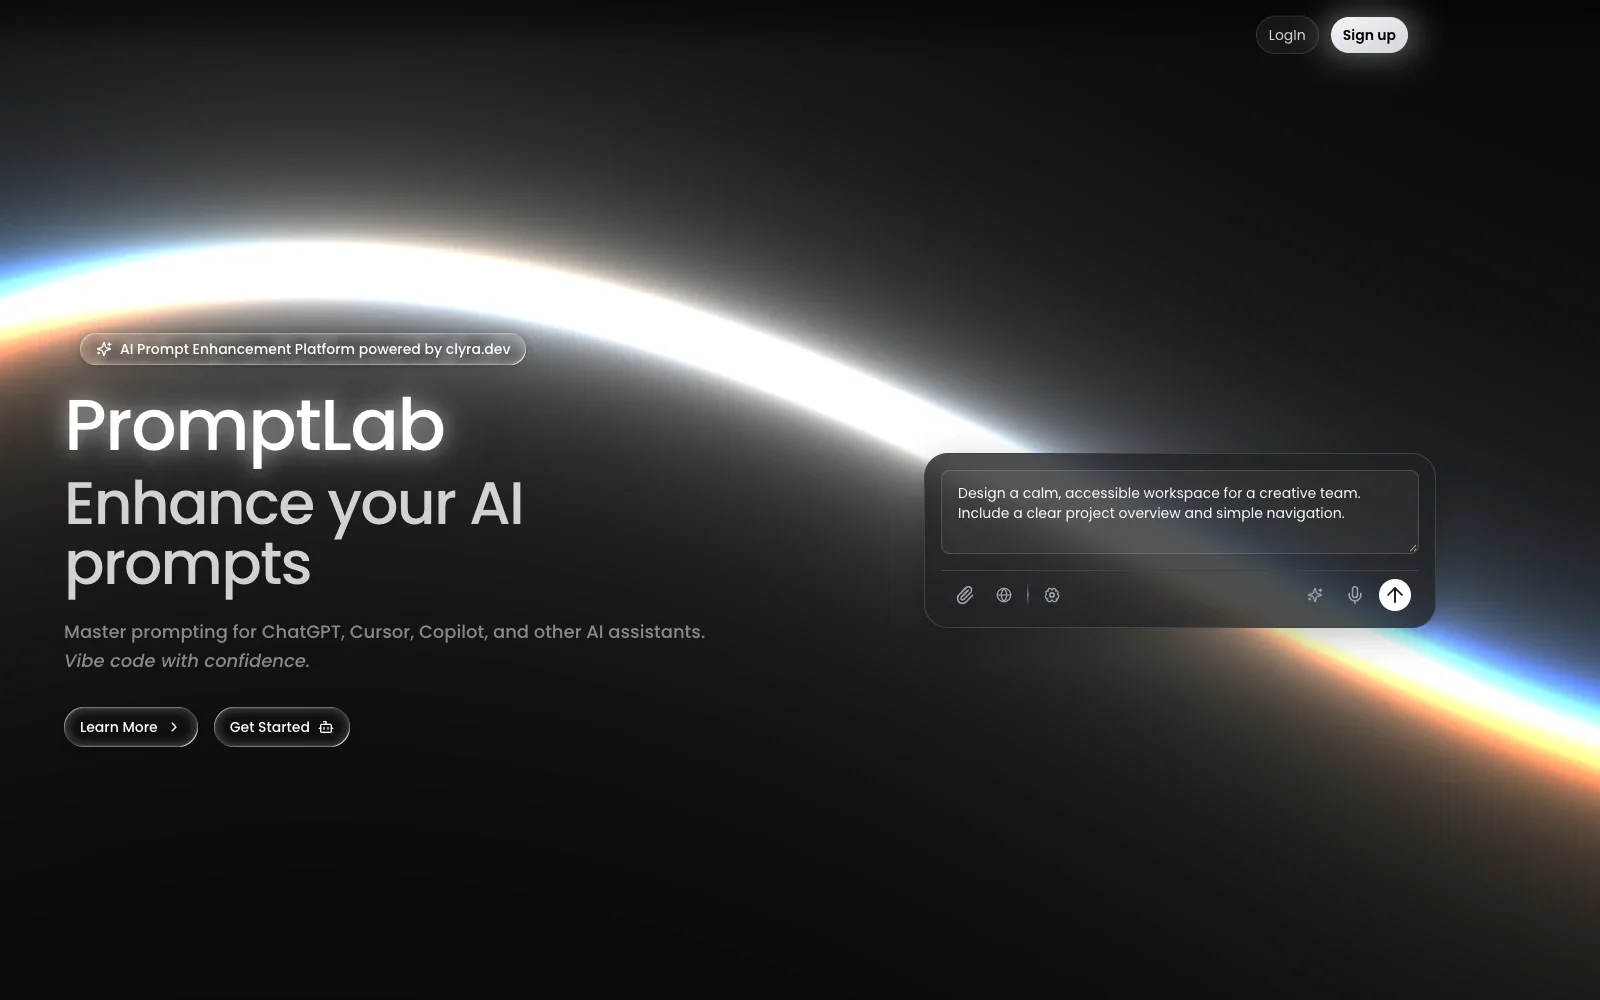 LogIn
Sign up
AI Prompt Enhancement Platform powered by clyra.dev
PromptLab
Enhance your AI
prompts
Master prompting for ChatGPT, Cursor, Copilot, and other AI assistants.
Vibe code with confidence.
Learn More
Get Started
Design a calm, accessible workspace for a creative team.
Include a clear project overview and simple navigation.